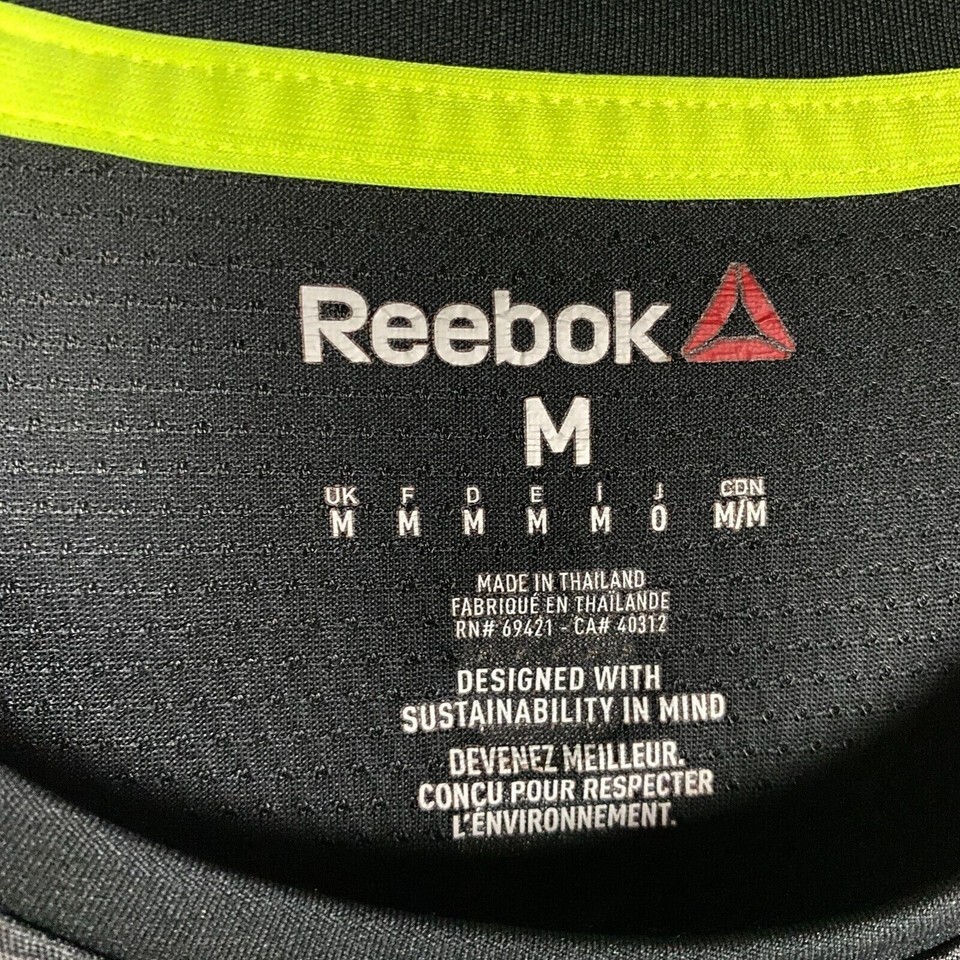 Reebok
M
UK F D E I J CDN
M M M M M O M/M
MADE IN THAILAND
FABRIQUÉ EN THAÏLANDE
RN# 69421 - CA# 40312
DESIGNED WITH
SUSTAINABILITY IN MIND
DEVENEZ MEILLEUR.
CONÇU POUR RESPECTER
L'ÉNVIRONNEMENT.